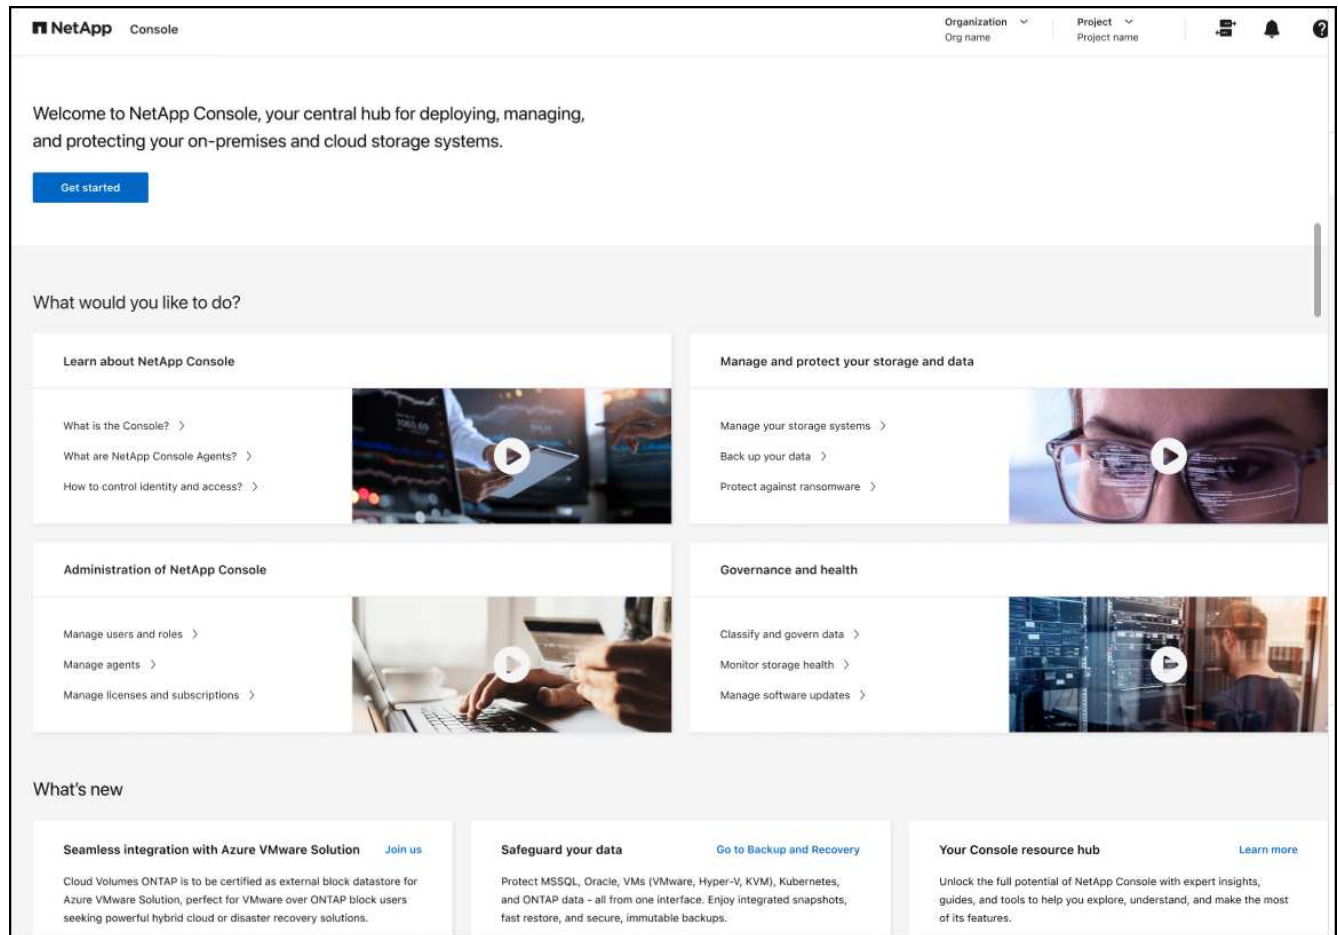 NetApp Console
Organization
Org name
Project
Project name
?
Welcome to NetApp Console, your central hub for deploying, managing,
and protecting your on-premises and cloud storage systems.
Get started
What would you like to do?
Learn about NetApp Console
What is the Console?
What are NetApp Console Agents?
How to control identity and access?
Manage and protect your storage and data
Manage your storage systems
Back up your data
Protect against ransomware
Administration of NetApp Console
Manage users and roles
Manage agents
Manage licenses and subscriptions
Governance and health
Classify and govern data
Monitor storage health
Manage software updates
What's new
Seamless integration with Azure VMware Solution Join us
Cloud Volumes ONTAP is to be certified as external block datastore for
Azure VMware Solution, perfect for VMware over ONTAP block users
seeking powerful hybrid cloud or disaster recovery solutions.
Safeguard your data Go to Backup and Recovery
Protect MSSQL, Oracle, VMs (VMware, Hyper-V, KVM), Kubernetes,
and ONTAP data - all from one interface. Enjoy integrated snapshots,
fast restore, and secure, immutable backups.
Your Console resource hub Learn more
Unlock the full potential of NetApp Console with expert insights,
guides, and tools to help you explore, understand, and make the most
of its features.